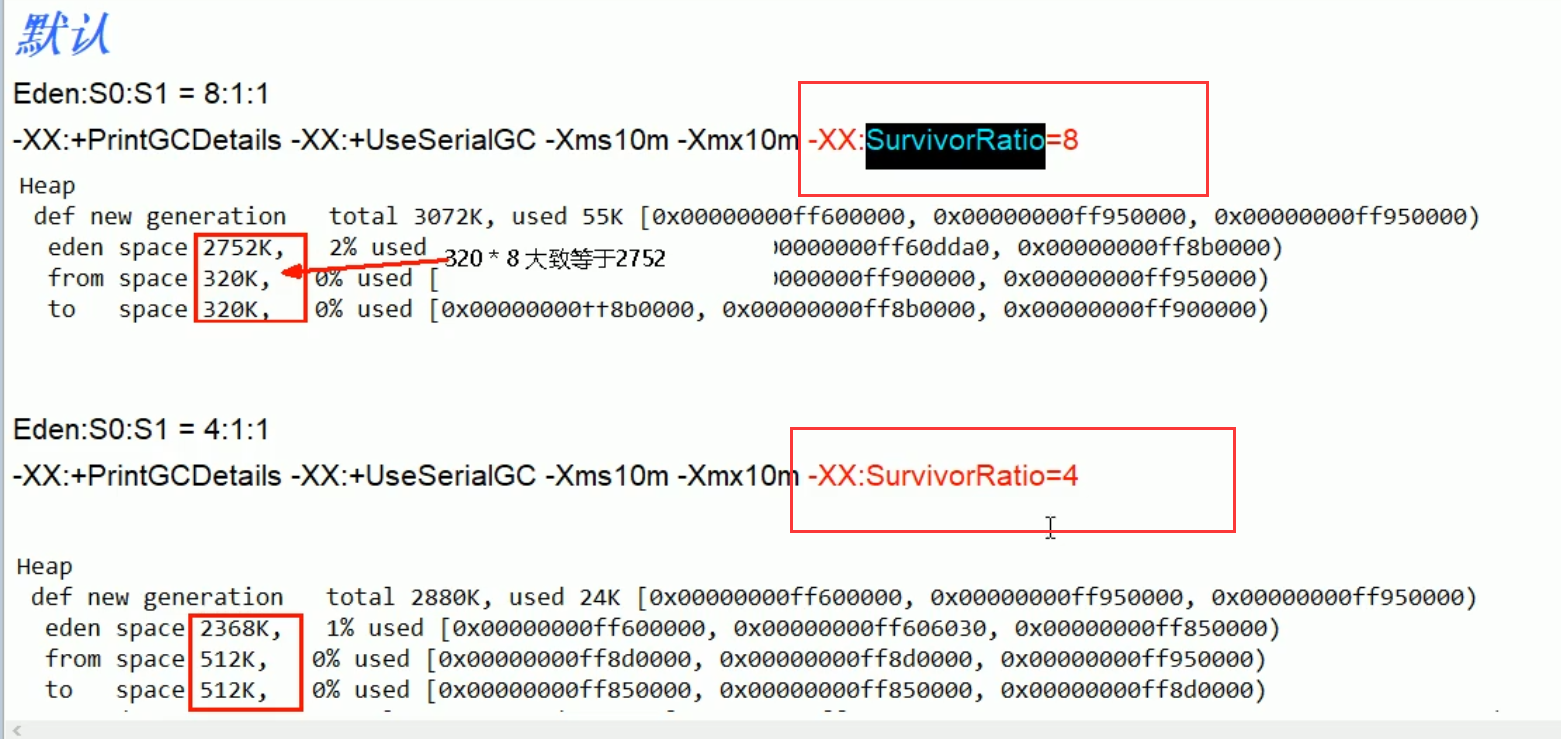 默认
Eden:S0:S1 = 8:1:1
-XX:+PrintGCDetails -XX:+UseSerialGC -Xms10m -Xmx10m -XX:SurvivorRatio=8
Heap
def new generation total 3072K, used 55K [0x00000000ff600000, 0x00000000ff950000, 0x00000000ff950000)
eden space 2752K, 2% used 000000000ff60dda0, 0x00000000ff8b0000)
320 * 8 大致等于2752
from space 320K, 0% used [ 000000ff900000, 0x00000000ff950000)
to space 320K, 0% used [0x00000000ff8b0000, 0x00000000ff8b0000, 0x00000000ff900000)
Eden:S0:S1 = 4:1:1
-XX:+PrintGCDetails -XX:+UseSerialGC -Xms10m -Xmx10m -XX:SurvivorRatio=4
Heap
def new generation total 2880K, used 24K [0x00000000ff600000, 0x00000000ff950000, 0x00000000ff950000)
eden space 2368K, 1% used [0x00000000ff600000, 0x00000000ff606030, 0x00000000ff850000)
from space 512K, 0% used [0x00000000ff8d0000, 0x00000000ff8d0000, 0x00000000ff950000)
to space 512K, 0% used [0x00000000ff850000, 0x00000000ff850000, 0x00000000ff8d0000)